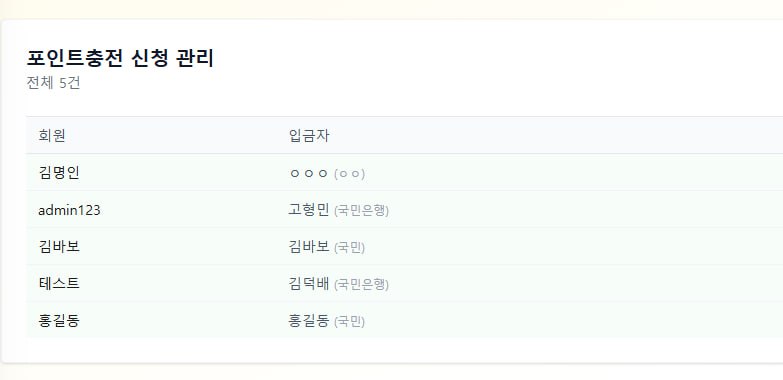 포인트충전 신청 관리
전체 5건
회원 입금자
김명인 ㅇㅇㅇ (ㅇㅇ)
admin123 고형민 (국민은행)
김바보 김바보 (국민)
테스트 김덕배 (국민은행)
홍길동 홍길동 (국민)